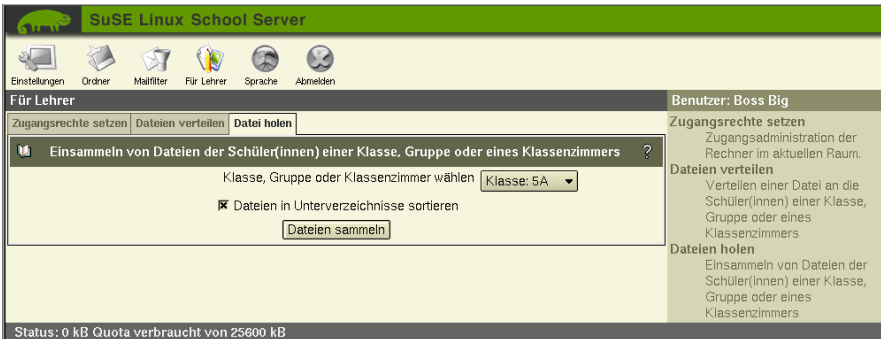 SuSE Linux School Server
Einstellungen Ordner Mailfilter Für Lehrer Sprache Abmelden
Für Lehrer
Zugangsrechte setzen Dateien verteilen Datei holen
Einsammeln von Dateien der Schüler(innen) einer Klasse, Gruppe oder eines Klassenzimmers ?
Klasse, Gruppe oder Klassenzimmer wählen Klasse: 5A
Dateien in Unterverzeichnisse sortieren
Dateien sammeln
Benutzer: Boss Big
Zugangsrechte setzen
Zugangsadministration der
Rechner im aktuellen Raum.
Dateien verteilen
Verteilen einer Datei an die
Schüler(innen) einer Klasse,
Gruppe oder eines
Klassenzimmers
Dateien holen
Einsammeln von Dateien der
Schüler(innen) einer Klasse,
Gruppe oder eines
Klassenzimmers
Status: 0 kB Quota verbraucht von 25600 kB